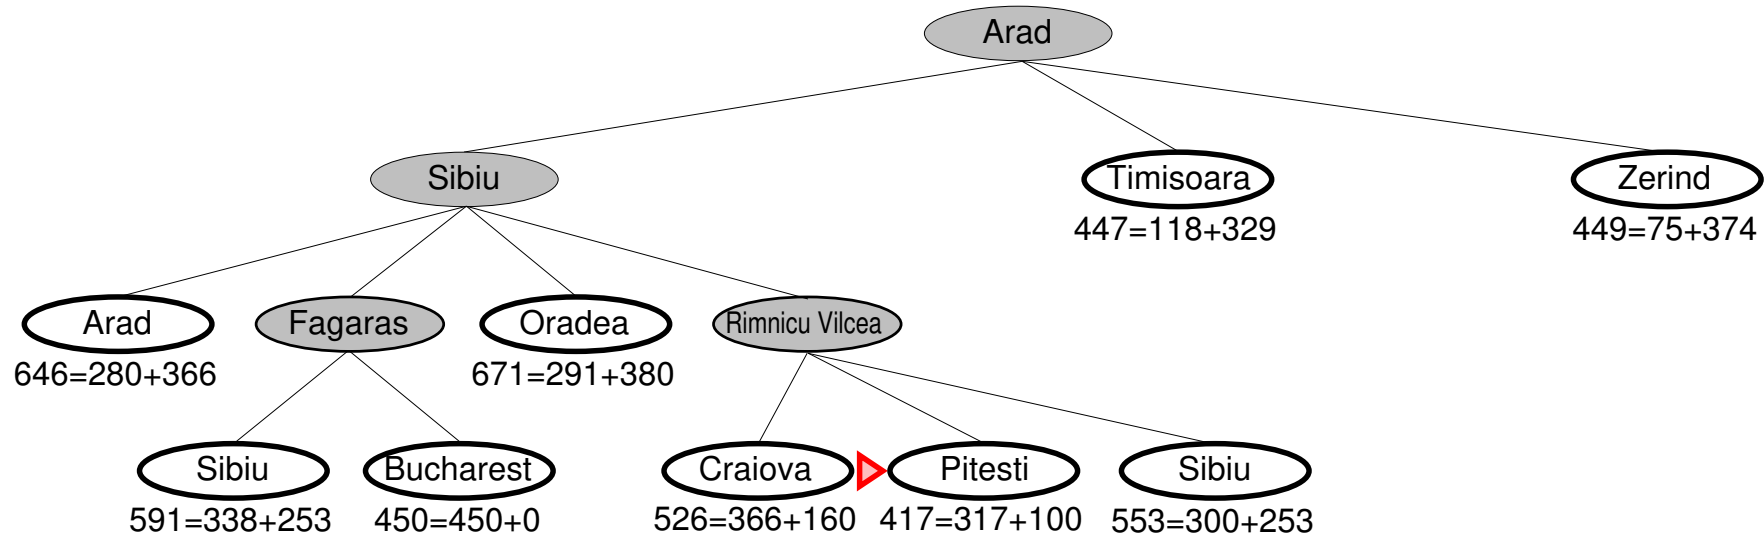 Arad
Sibiu
Timisoara
Zerind
447=118+329
449=75+374
Arad
Fagaras
Oradea
Rimnicu Vilcea
646=280+366
671=291+380
Sibiu
Bucharest
Craiova
Pitesti
Sibiu
591=338+253
450=450+0
526=366+160
417=317+100
553=300+253